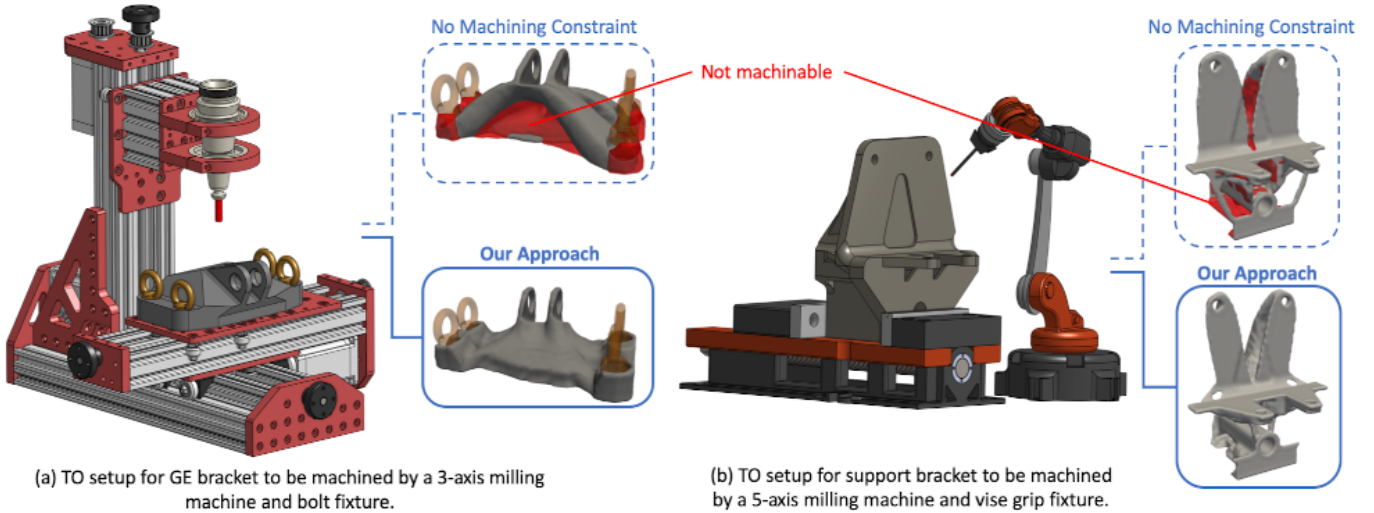 No Machining Constraint
Not machinable
Our Approach
(a) TO setup for GE bracket to be machined by a 3-axis milling
machine and bolt fixture.
No Machining Constraint
Our Approach
(b) TO setup for support bracket to be machined
by a 5-axis milling machine and vise grip fixture.